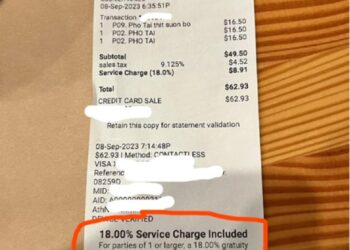 08-Sep-2023 6:35:51P
Transaction
1 P09. Pho Tai thit suon bo $16.50
1 P02. PHO TAI $16.50
1 P02. PHO TAI $16.50
Subtotal $49.50
sales tax 9.125% $4.52
Service Charge (18.0%) $8.91
Total $62.93
CREDIT CARD SALE $62.93
Retain this copy for statement validation
08-Sep-2023 7:14:48P
$62.93 | Method: CONTACTLESS
VISA
Reference
08259D
MID:
AID:
AthN
VERIFIED
18.00% Service Charge Included
For parties of 1 or larger, a 18.00% gratuity